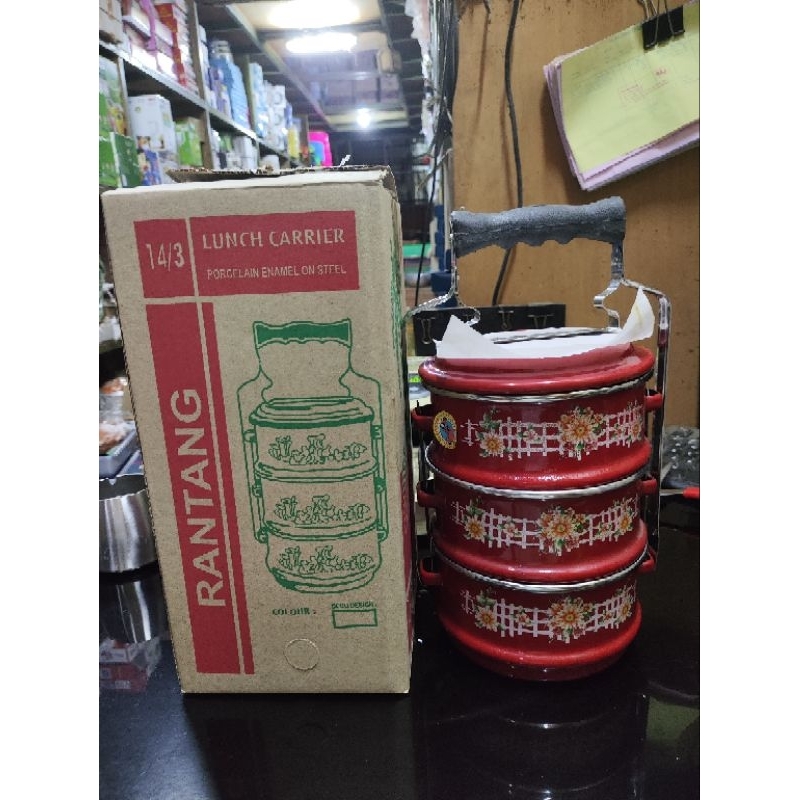 14/3
LUNCH CARRIER
PORCELAIN ENAMEL ON STEEL
RANTANG
COLOUR :